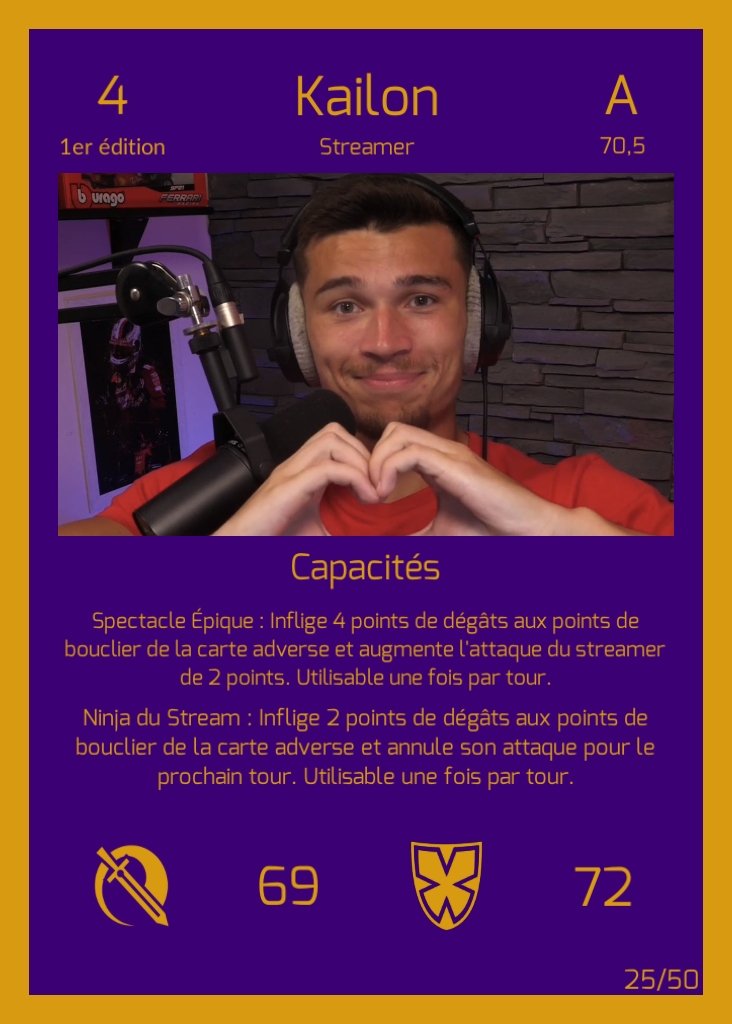 4
Kailon
A
1er édition
Streamer
70,5
burago
FERRARI
Capacités
Spectacle Épique : Inflige 4 points de dégâts aux points de
bouclier de la carte adverse et augmente l'attaque du streamer
de 2 points. Utilisable une fois par tour.
Ninja du Stream : Inflige 2 points de dégâts aux points de
bouclier de la carte adverse et annule son attaque pour le
prochain tour. Utilisable une fois par tour.
69
72
25/50